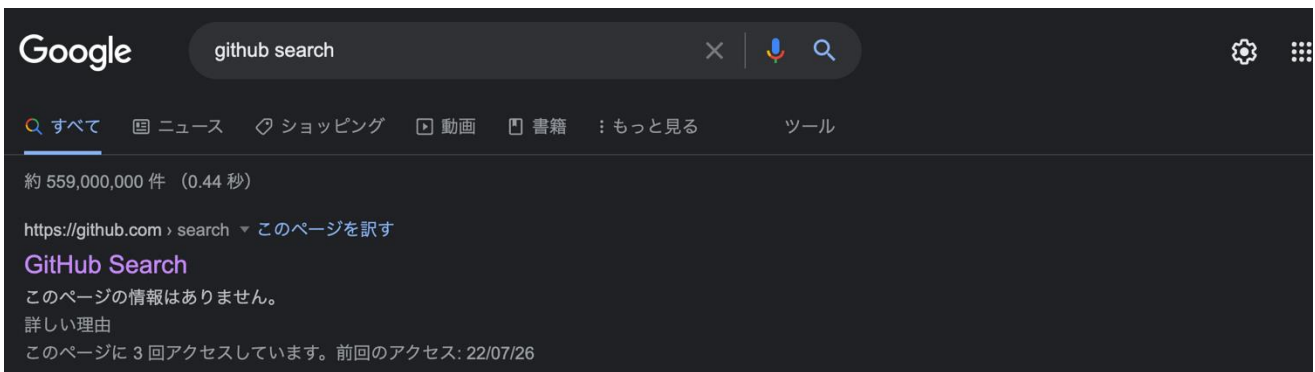 Google github search
すべて ニュース ショッピング 動画 書籍 もっと見る ツール
約 559,000,000 件 （0.44 秒）
https://github.com › search ▼ このページを訳す
GitHub Search
このページの情報はありません。
詳しい理由
このページに 3 回アクセスしています。前回のアクセス: 22/07/26